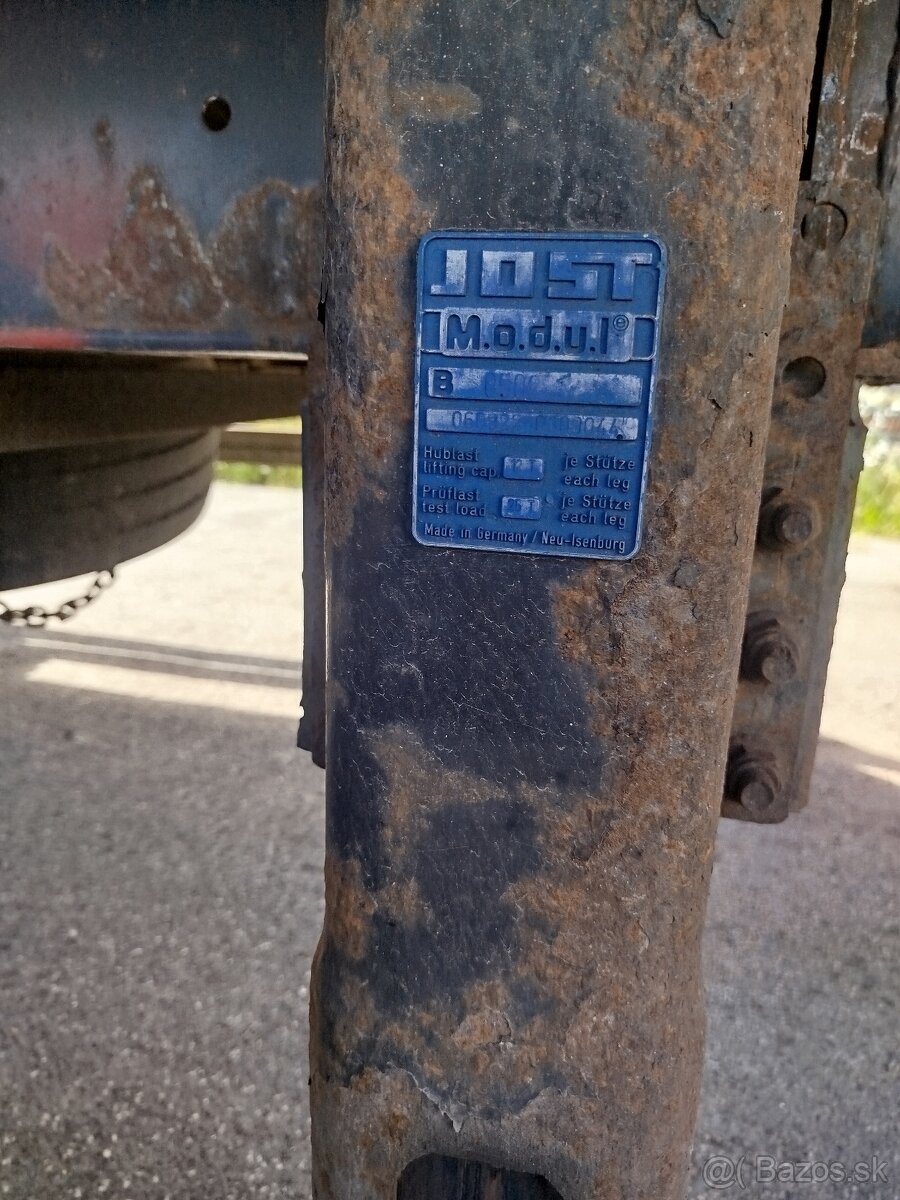 JOST
M.o.d.u.l®
B
Hublast
lifting cap.
je Stütze
each leg
Prüflast
test load
je Stütze
each leg
Made in Germany / Neu-Isenburg
@( Bazos.sk